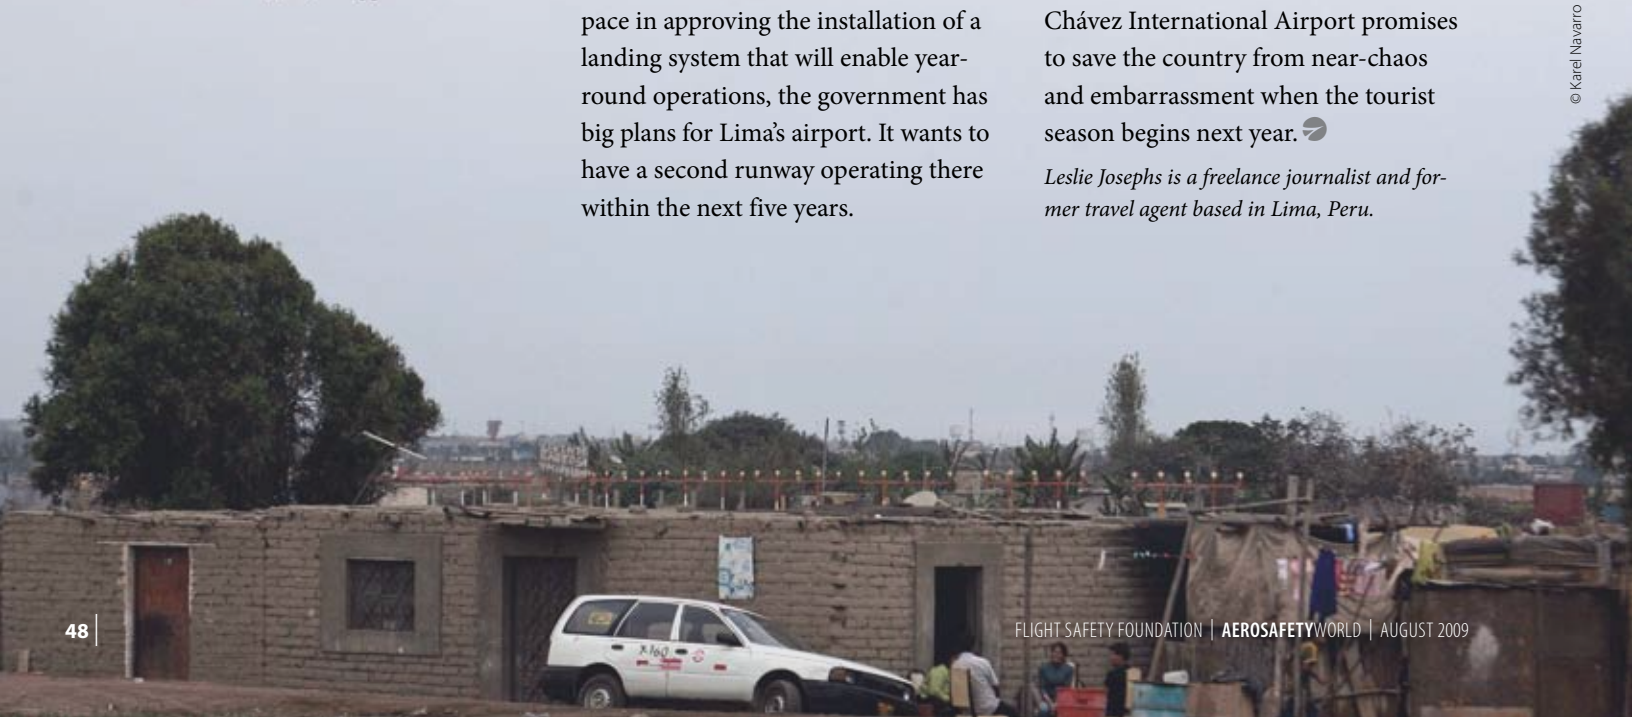 pace in approving the installation of a
landing system that will enable year-
round operations, the government has
big plans for Lima’s airport. It wants to
have a second runway operating there
within the next five years.
Chávez International Airport promises
to save the country from near-chaos
and embarrassment when the tourist
season begins next year.
Leslie Josephs is a freelance journalist and for-
mer travel agent based in Lima, Peru.
© Karel Navarro
X-160
48 |
FLIGHT SAFETY FOUNDATION | AEROSAFETYWORLD | AUGUST 2009